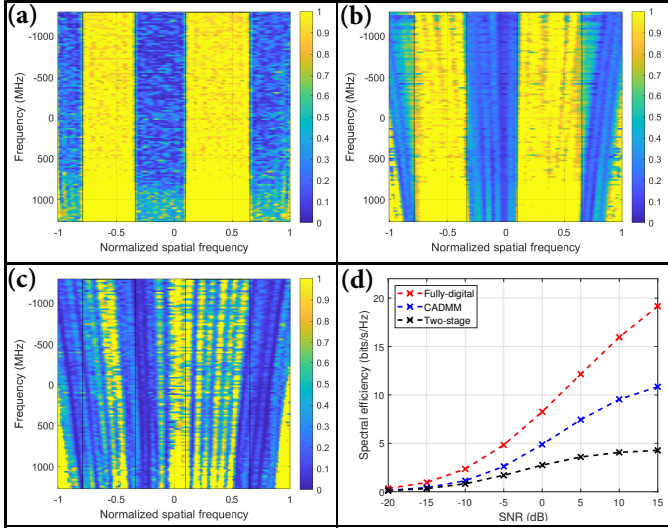 (a)
-1000
-500
0
500
1000
Frequency (MHz)
-1 -0.5 0 0.5 1
Normalized spatial frequency
1
0.9
0.8
0.7
0.6
0.5
0.4
0.3
0.2
0.1
0
(b)
-1000
-500
0
500
1000
Frequency (MHz)
-1 -0.5 0 0.5 1
Normalized spatial frequency
1
0.9
0.8
0.7
0.6
0.5
0.4
0.3
0.2
0.1
0
(c)
-1000
-500
0
500
1000
Frequency (MHz)
-1 -0.5 0 0.5 1
Normalized spatial frequency
1
0.9
0.8
0.7
0.6
0.5
0.4
0.3
0.2
0.1
0
(d)
Fully-digital
CADMM
Two-stage
20
15
10
5
0
Spectral efficiency (bits/s/Hz)
-20 -15 -10 -5 0 5 10 15
SNR (dB)